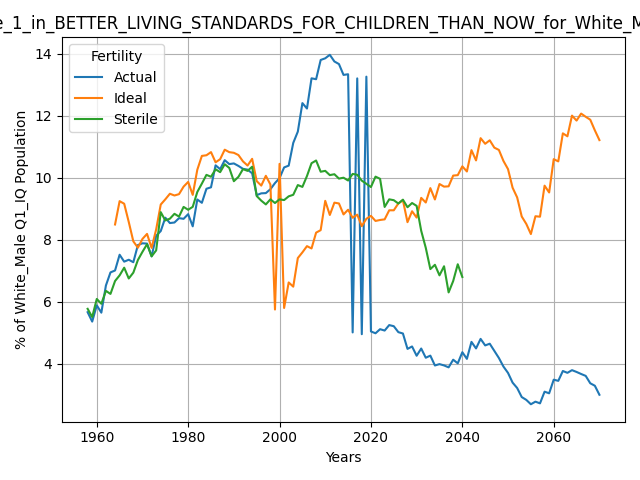 _1_in_BETTER_LIVING_STANDARDS_FOR_CHILDREN_THAN_NOW_for_White_M
% of White_Male Q1_IQ Population
14
12
10
8
6
4
Fertility
Actual
Ideal
Sterile
1960 1980 2000 2020 2040 2060
Years